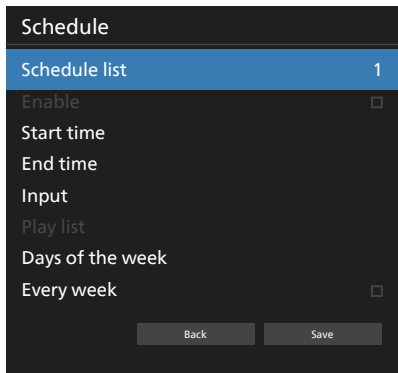 Schedule
Schedule list 1
Enable
Start time
End time
Input
Play list
Days of the week
Every week
Back Save